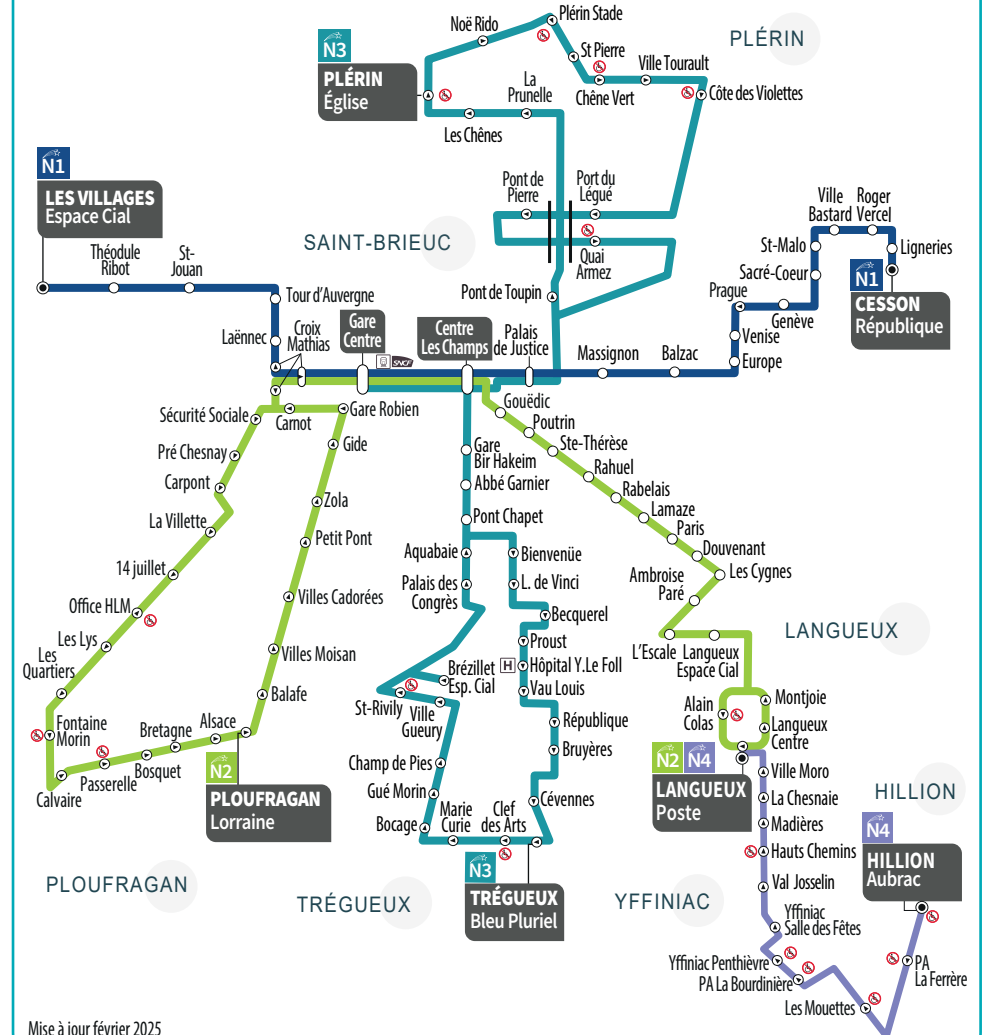 Noë Rido
Plérin Stade
N3
PLÉRIN
Église
St Pierre
PLÉRIN
Ville Tourault
Chêne Vert
Côte des Violettes
La
Prunelle
Les Chênes
N1
LES VILLAGES
Espace Cial
Théodule
Ribot
St-
Jouan
SAINT-BRIEUC
Pont de
Pierre
Port du
Légué
Quai
Armez
Pont de Toupin
Ville
Bastard
Roger
Vercel
St-Malo
Ligneries
Sacré-Coeur
Prague
Genève
N1
CESSON
République
Venise
Europe
Tour d'Auvergne
Laënnec
Croix
Mathias
Gare
Centre
SNCF
Centre
Les Champs
Palais
de Justice
Massignon
Balzac
Sécurité Sociale
Carnot
Gare Robien
Pré Chesnay
Gide
Carpont
Zola
La Villette
Petit Pont
14 juillet
Office HLM
Villes Cadorées
Les Lys
Villes Moisan
Les
Quartiers
Balafe
Fontaine
Morin
Bretagne
Alsace
Passerelle
Bosquet
Calvaire
N2
PLOUFRAGAN
Lorraine
PLOUFRAGAN
Gouëdic
Poutrin
Ste-Thérèse
Rahuel
Rabelais
Lamaze
Paris
Douvenant
Les Cygnes
Ambroise
Paré
L'Escale
Langueux
Espace Cial
LANGUEUX
Gare
Bir Hakeim
Abbé Garnier
Pont Chapet
Aquabaie
Bienvenüe
Palais des
Congrès
L. de Vinci
Becquerel
Proust
H
Hôpital Y.Le Foll
Brézillet
Esp. Cial
Vau Louis
St-Rivily
Ville
Gueury
République
Bruyères
Champ de Pies
Gué Morin
Cévennes
Bocage
Marie
Curie
Clef
des Arts
N3
TRÉGUEUX
Bleu Pluriel
TRÉGUEUX
Alain
Colas
Montjoie
Langueux
Centre
N2
N4
LANGUEUX
Poste
Ville Moro
La Chesnaie
Madières
Hauts Chemins
Val Josselin
YFFINIAC
Yffiniac
Salle des Fêtes
Yffiniac Penthièvre
PA La Bourdinière
Les Mouettes
HILLION
N4
HILLION
Aubrac
PA
La Ferrère
Mise à jour février 2025